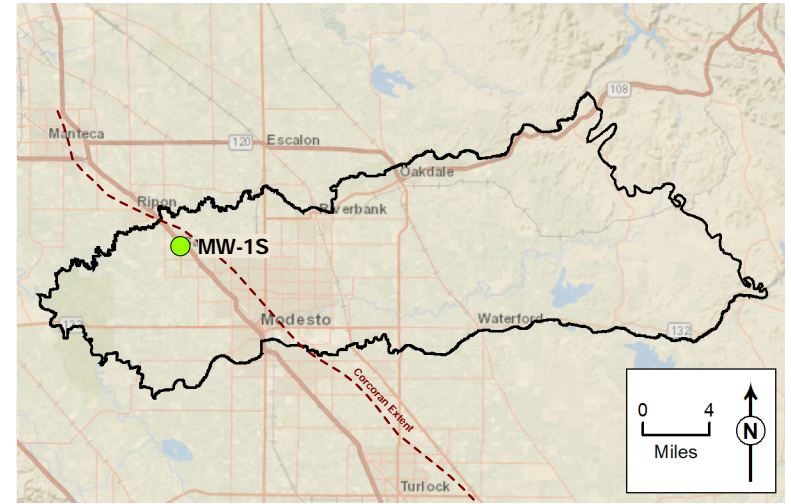 108
Manteca
120
Escalon
Oakdale
Ripon
Riverbank
MW-1S
132
Modesto
Waterford
132
Corcoran Extent
Turlock
0 4
Miles
N